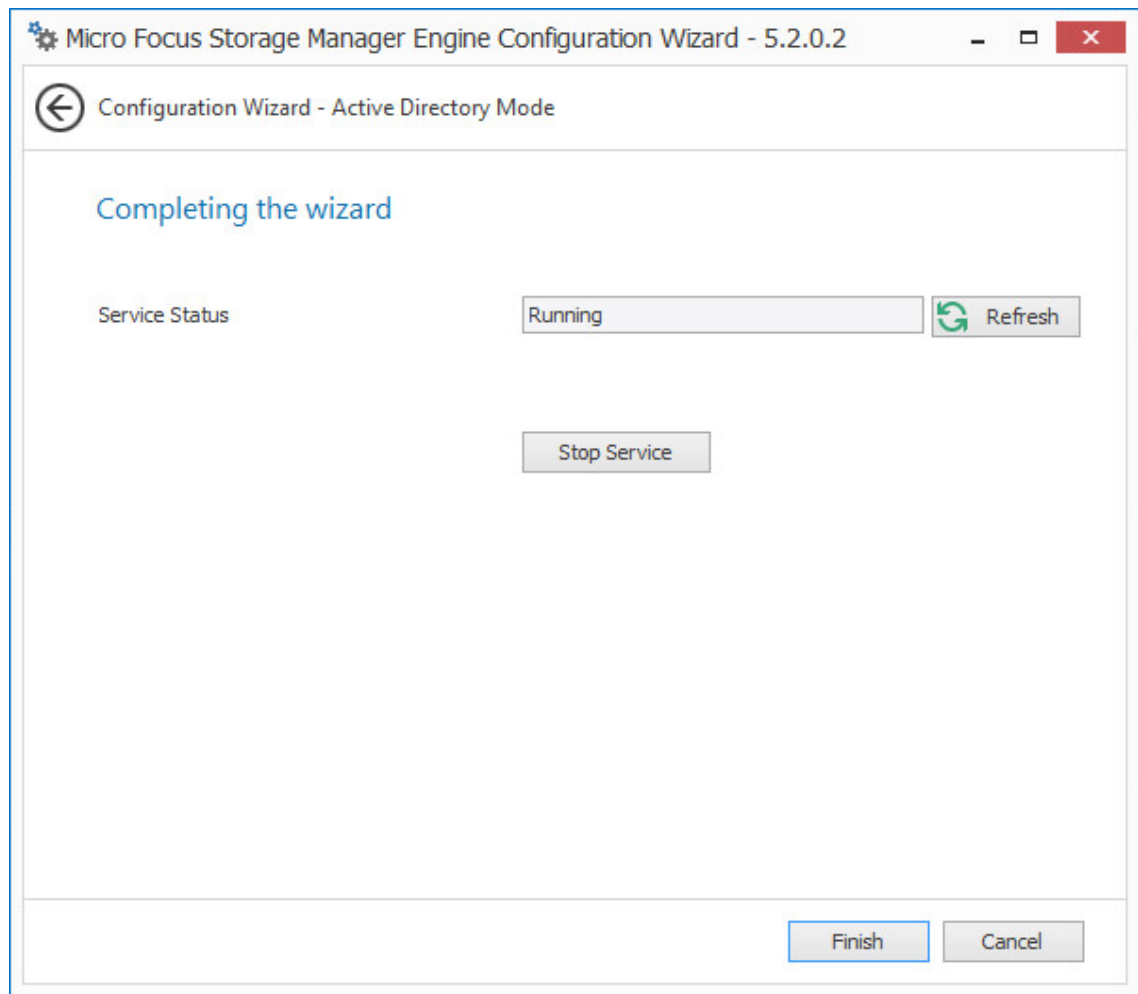 Micro Focus Storage Manager Engine Configuration Wizard - 5.2.0.2
Configuration Wizard - Active Directory Mode
Completing the wizard
Service Status Running Refresh
Stop Service
Finish Cancel